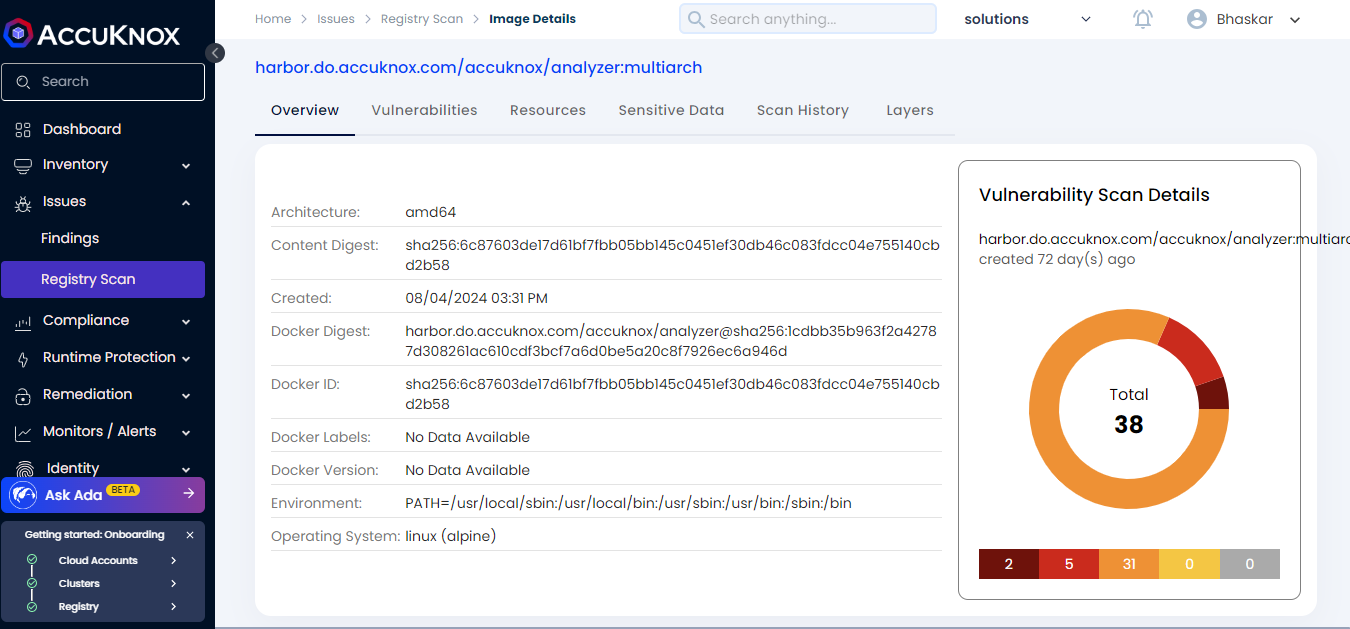 ACCUKNOX
Search
Dashboard
Inventory
Issues
Findings
Registry Scan
Compliance
Runtime Protection
Remediation
Monitors / Alerts
Identity
Ask Ada BETA
Getting started: Onboarding
Cloud Accounts
Clusters
Registry
Home > Issues > Registry Scan > Image Details
Search anything...
solutions
Bhaskar
harbor.do.accuknox.com/accuknox/analyzer:multiarch
Overview Vulnerabilities Resources Sensitive Data Scan History Layers
Architecture: amd64
Content Digest: sha256:6c87603de17d61bf7fbb05bb145c0451ef30db46c083fdcc04e755140cb
d2b58
Created: 08/04/2024 03:31 PM
Docker Digest: harbor.do.accuknox.com/accuknox/analyzer@sha256:1cdbb35b963f2a4278
7d308261ac610cdf3bcf7a6d0be5a20c8f7926ec6a946d
Docker ID: sha256:6c87603de17d61bf7fbb05bb145c0451ef30db46c083fdcc04e755140cb
d2b58
Docker Labels: No Data Available
Docker Version: No Data Available
Environment: PATH=/usr/local/sbin:/usr/local/bin:/usr/sbin:/usr/bin:/sbin:/bin
Operating System: linux (alpine)
Vulnerability Scan Details
harbor.do.accuknox.com/accuknox/analyzer:multiarc
created 72 day(s) ago
Total
38
2 5 31 0 0